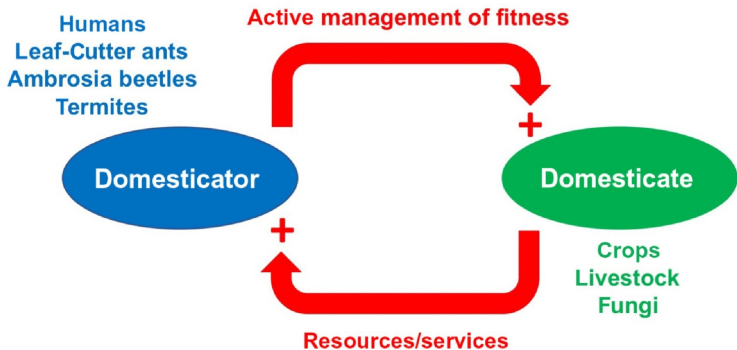 Active management of fitness
Humans
Leaf-Cutter ants
Ambrosia beetles
Termites
+
Domesticator
Domesticate
+
Crops
Livestock
Fungi
Resources/services